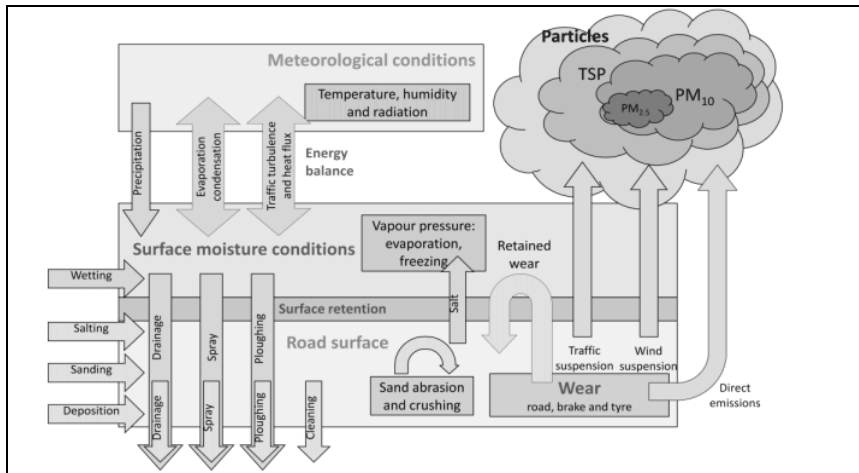 Particles
TSP
PM10
PM2.5
Meteorological conditions
Temperature, humidity
and radiation
Precipitation
Evaporation
condensation
Traffic turbulence
and heat flux
Energy
balance
Surface moisture conditions
Vapour pressure:
evaporation,
freezing
Retained
wear
Wetting
Salting
Sanding
Deposition
Surface retention
Salt
Drainage
Spray
Ploughing
Road surface
Traffic
suspension
Wind
suspension
Sand abrasion
and crushing
Wear
road, brake and tyre
Direct
emissions
Drainage
Spray
Ploughing
Cleaning